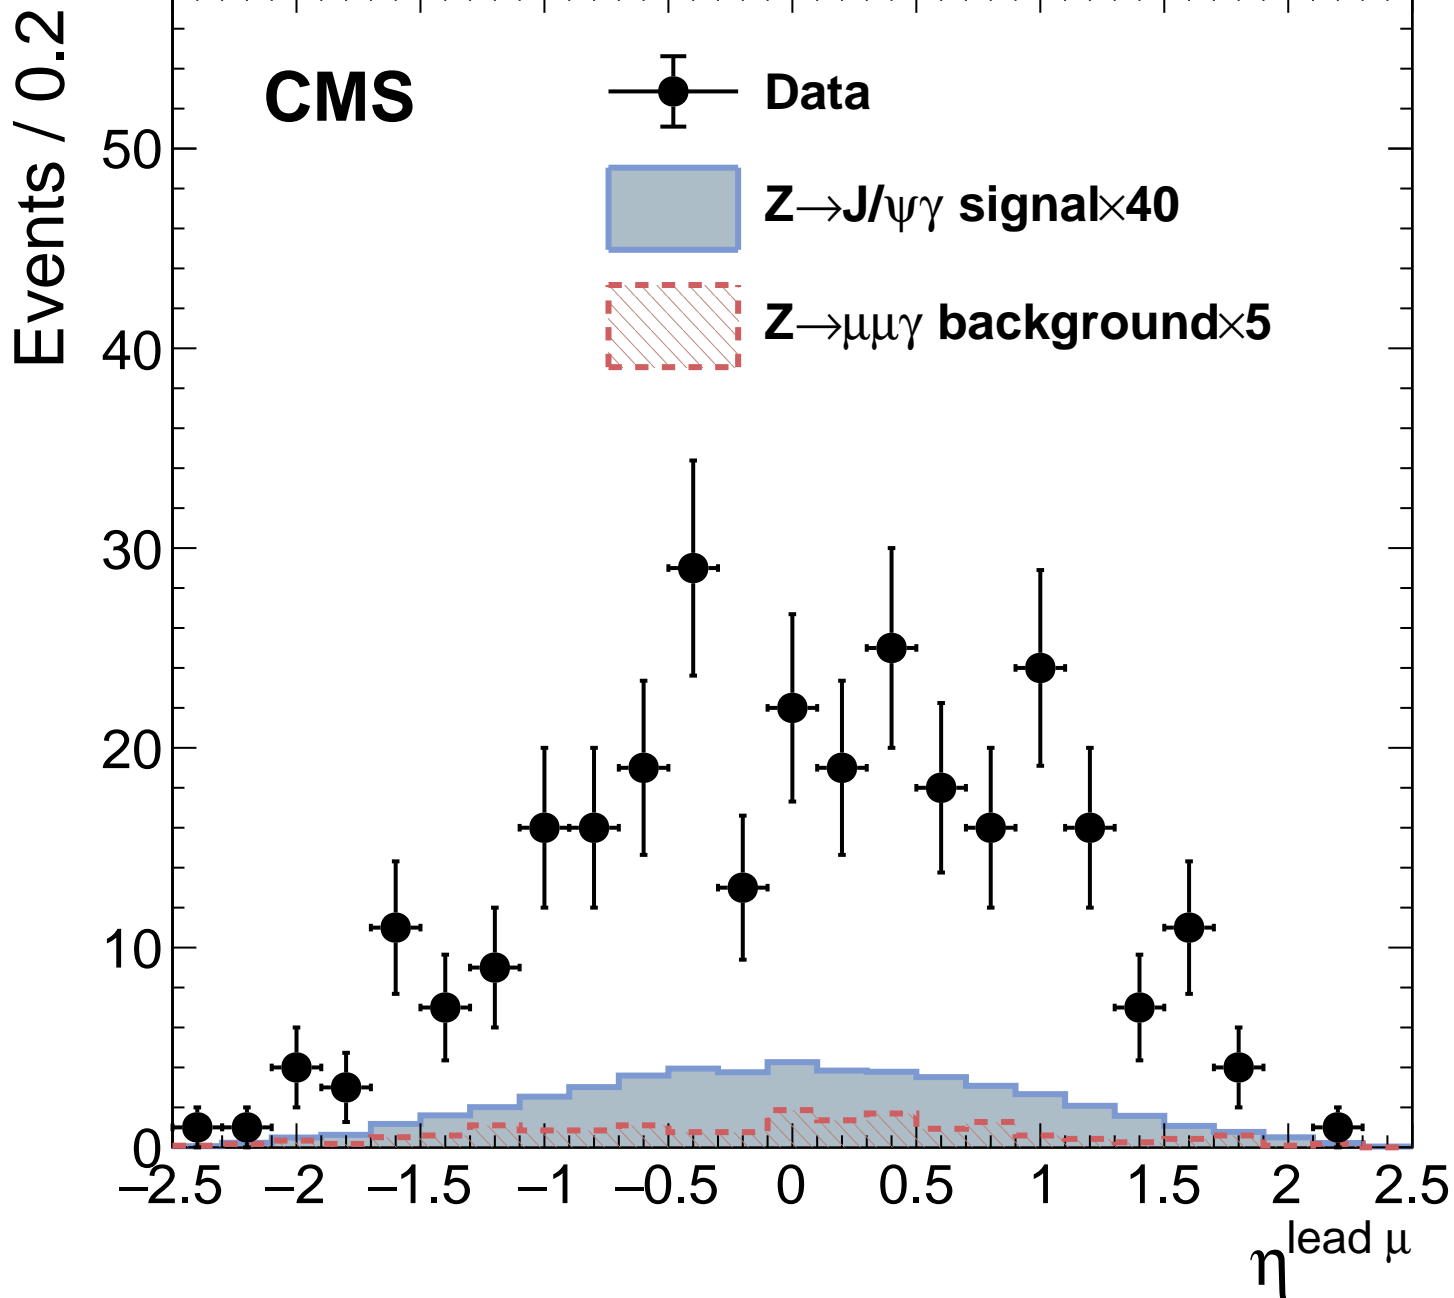 Events / 0.2
CMS
Data
Z→J/ψγ signal×40
Z→μμγ background×5
50
40
30
20
10
0
−2.5 −2 −1.5 −1 −0.5 0 0.5 1 1.5 2 2.5
η^lead μ